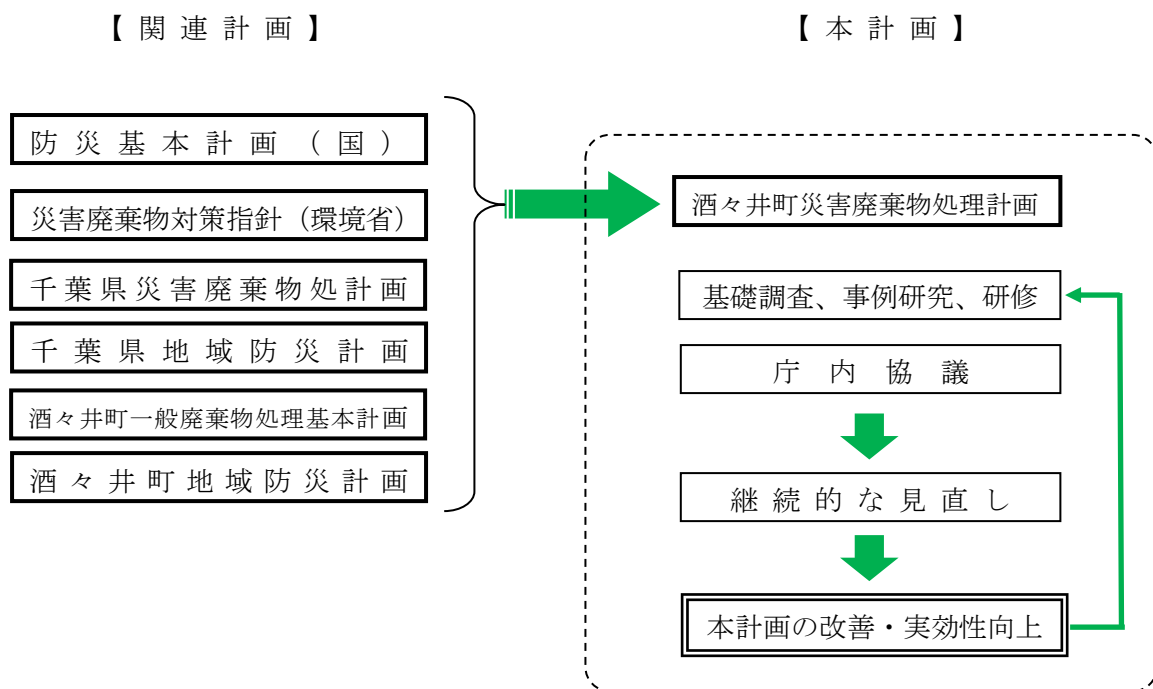 【関連計画】
防災基本計画（国）
災害廃棄物対策指針（環境省）
千葉県災害廃棄物処計画
千葉県地域防災計画
酒々井町一般廃棄物処理基本計画
酒々井町地域防災計画
【本計画】
酒々井町災害廃棄物処理計画
基礎調査、事例研究、研修
庁内協議
継続的な見直し
本計画の改善・実効性向上